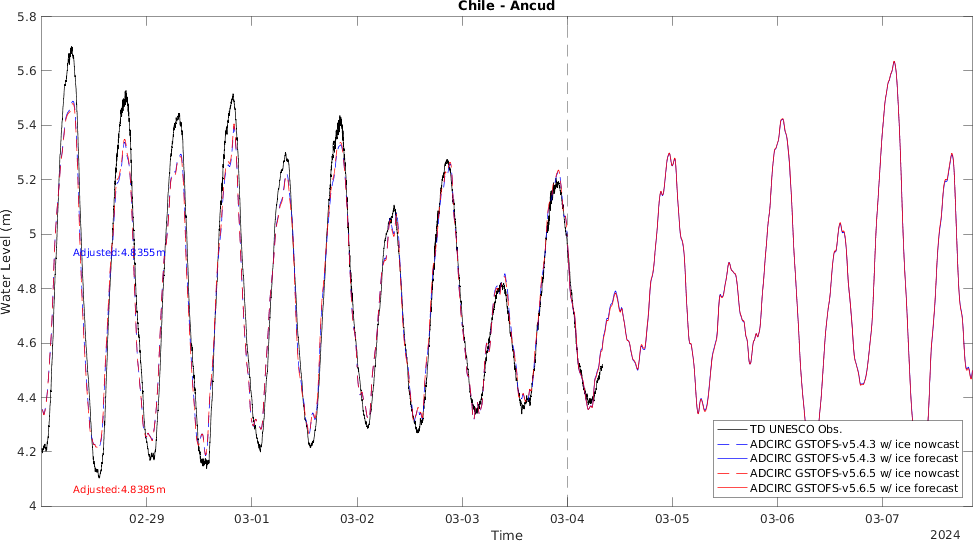 Chile - Ancud
5.8
5.6
5.4
5.2
5
4.8
4.6
4.4
4.2
4
Water Level (m)
Adjusted:4.8355m
Adjusted:4.8385m
TD UNESCO Obs.
ADCIRC GSTOFS-v5.4.3 w/ ice nowcast
ADCIRC GSTOFS-v5.4.3 w/ ice forecast
ADCIRC GSTOFS-v5.6.5 w/ ice nowcast
ADCIRC GSTOFS-v5.6.5 w/ ice forecast
02-29 03-01 03-02 03-03 03-04 03-05 03-06 03-07
Time
2024